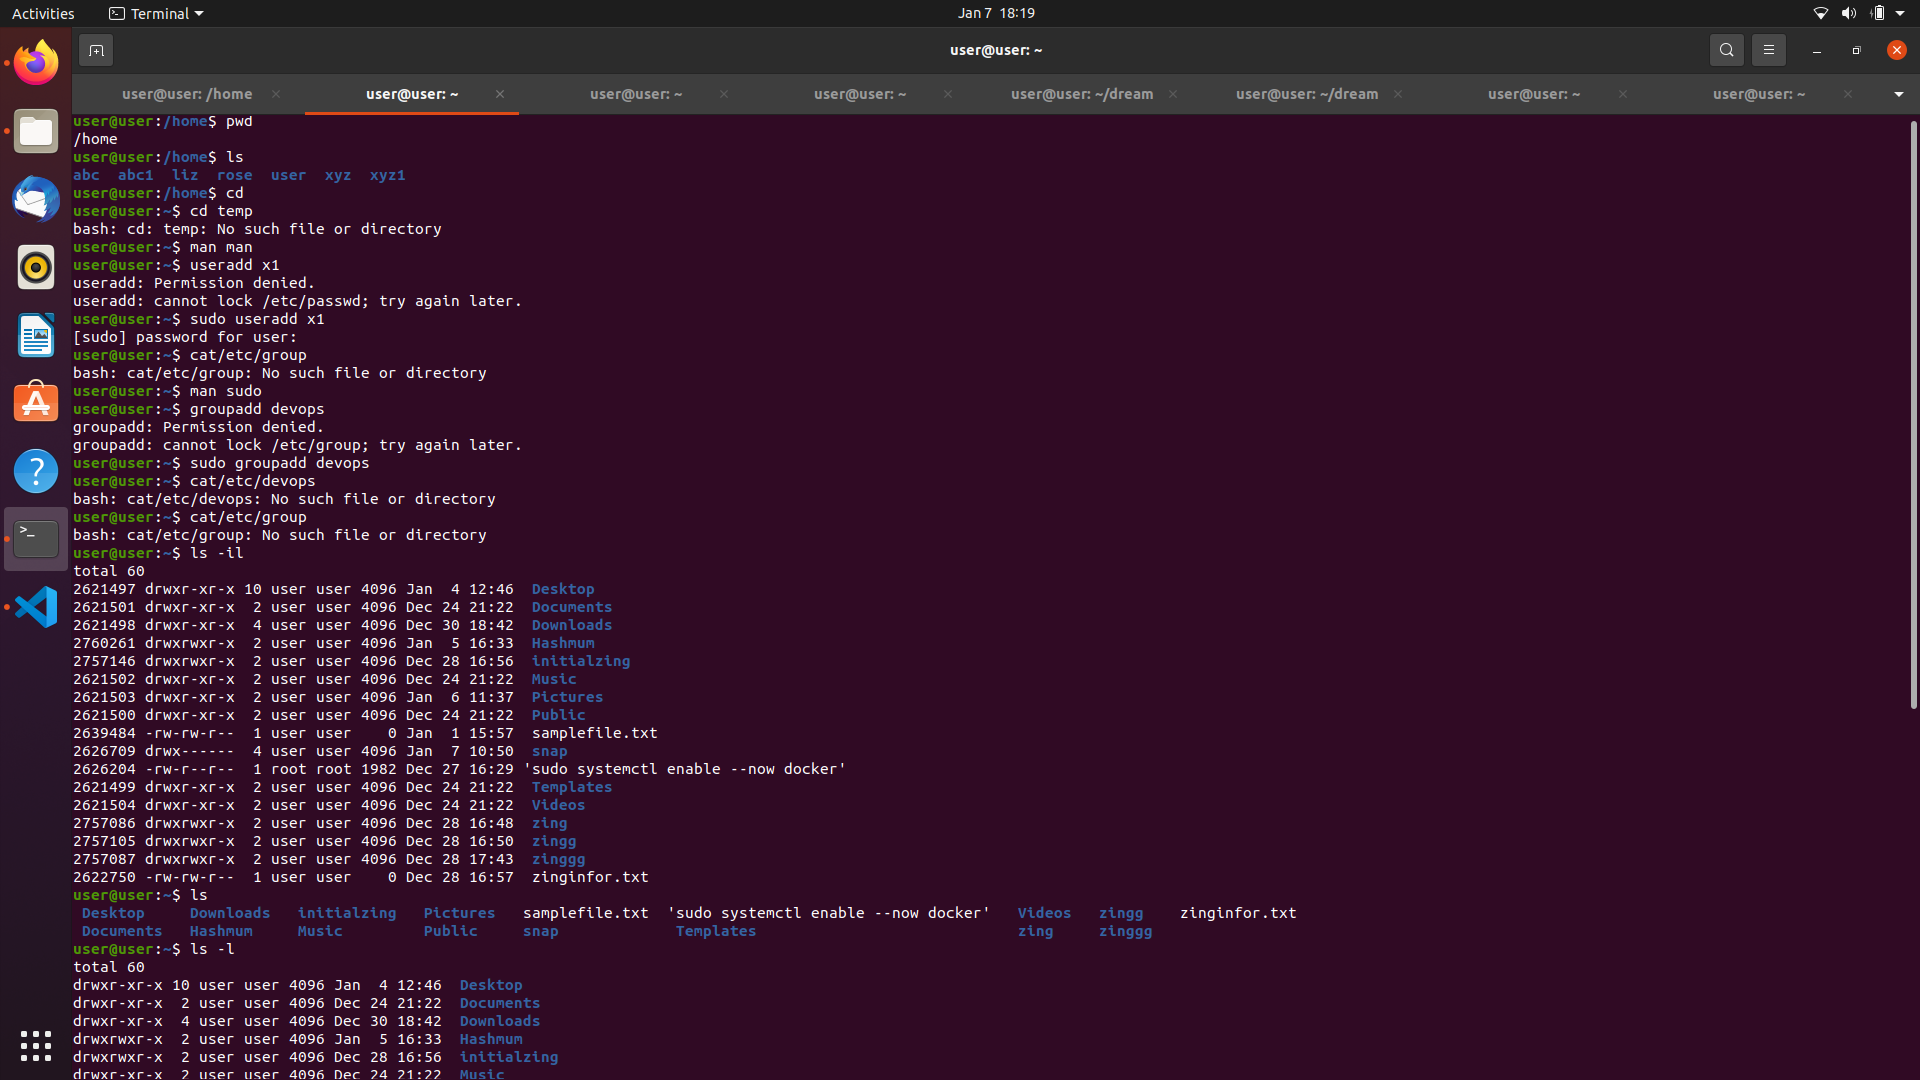 Activities Terminal Jan 7 18:19
user@user: ~
user@user: /home user@user: ~ user@user: ~ user@user: ~ user@user: ~/dream user@user: ~/dream user@user: ~ user@user: ~
user@user:/home$ pwd
/home
user@user:/home$ ls
abc abc1 liz rose user xyz xyz1
user@user:/home$ cd
user@user:~$ cd temp
bash: cd: temp: No such file or directory
user@user:~$ man man
user@user:~$ useradd x1
useradd: Permission denied.
useradd: cannot lock /etc/passwd; try again later.
user@user:~$ sudo useradd x1
[sudo] password for user:
user@user:~$ cat/etc/group
bash: cat/etc/group: No such file or directory
user@user:~$ man sudo
user@user:~$ groupadd devops
groupadd: Permission denied.
groupadd: cannot lock /etc/group; try again later.
user@user:~$ sudo groupadd devops
user@user:~$ cat/etc/devops
bash: cat/etc/devops: No such file or directory
user@user:~$ cat/etc/group
bash: cat/etc/group: No such file or directory
user@user:~$ ls -il
total 60
2621497 drwxr-xr-x 10 user user 4096 Jan  4 12:46  Desktop
2621501 drwxr-xr-x  2 user user 4096 Dec 24 21:22  Documents
2621498 drwxr-xr-x  4 user user 4096 Dec 30 18:42  Downloads
2760261 drwxrwxr-x  2 user user 4096 Jan  5 16:33  Hashmum
2757146 drwxrwxr-x  2 user user 4096 Dec 28 16:56  initialzing
2621502 drwxr-xr-x  2 user user 4096 Dec 24 21:22  Music
2621503 drwxr-xr-x  2 user user 4096 Jan  6 11:37  Pictures
2621500 drwxr-xr-x  2 user user 4096 Dec 24 21:22  Public
2639484 -rw-rw-r--  1 user user    0 Jan  1 15:57  samplefile.txt
2626709 drwx------  4 user user 4096 Jan  7 10:50  snap
2626204 -rw-r--r--  1 root root 1982 Dec 27 16:29 'sudo systemctl enable --now docker'
2621499 drwxr-xr-x  2 user user 4096 Dec 24 21:22  Templates
2621504 drwxr-xr-x  2 user user 4096 Dec 24 21:22  Videos
2757086 drwxrwxr-x  2 user user 4096 Dec 28 16:48  zing
2757105 drwxrwxr-x  2 user user 4096 Dec 28 16:50  zingg
2757087 drwxrwxr-x  2 user user 4096 Dec 28 17:43  zinggg
2622750 -rw-rw-r--  1 user user    0 Dec 28 16:57  zinginfor.txt
user@user:~$ ls
Desktop Downloads initialzing Pictures samplefile.txt 'sudo systemctl enable --now docker' Videos zingg zinginfor.txt
Documents Hashmum Music Public snap Templates zing zinggg
user@user:~$ ls -l
total 60
drwxr-xr-x 10 user user 4096 Jan  4 12:46  Desktop
drwxr-xr-x  2 user user 4096 Dec 24 21:22  Documents
drwxr-xr-x  4 user user 4096 Dec 30 18:42  Downloads
drwxrwxr-x  2 user user 4096 Jan  5 16:33  Hashmum
drwxrwxr-x  2 user user 4096 Dec 28 16:56  initialzing
drwxr-xr-x  2 user user 4096 Dec 24 21:22  Music